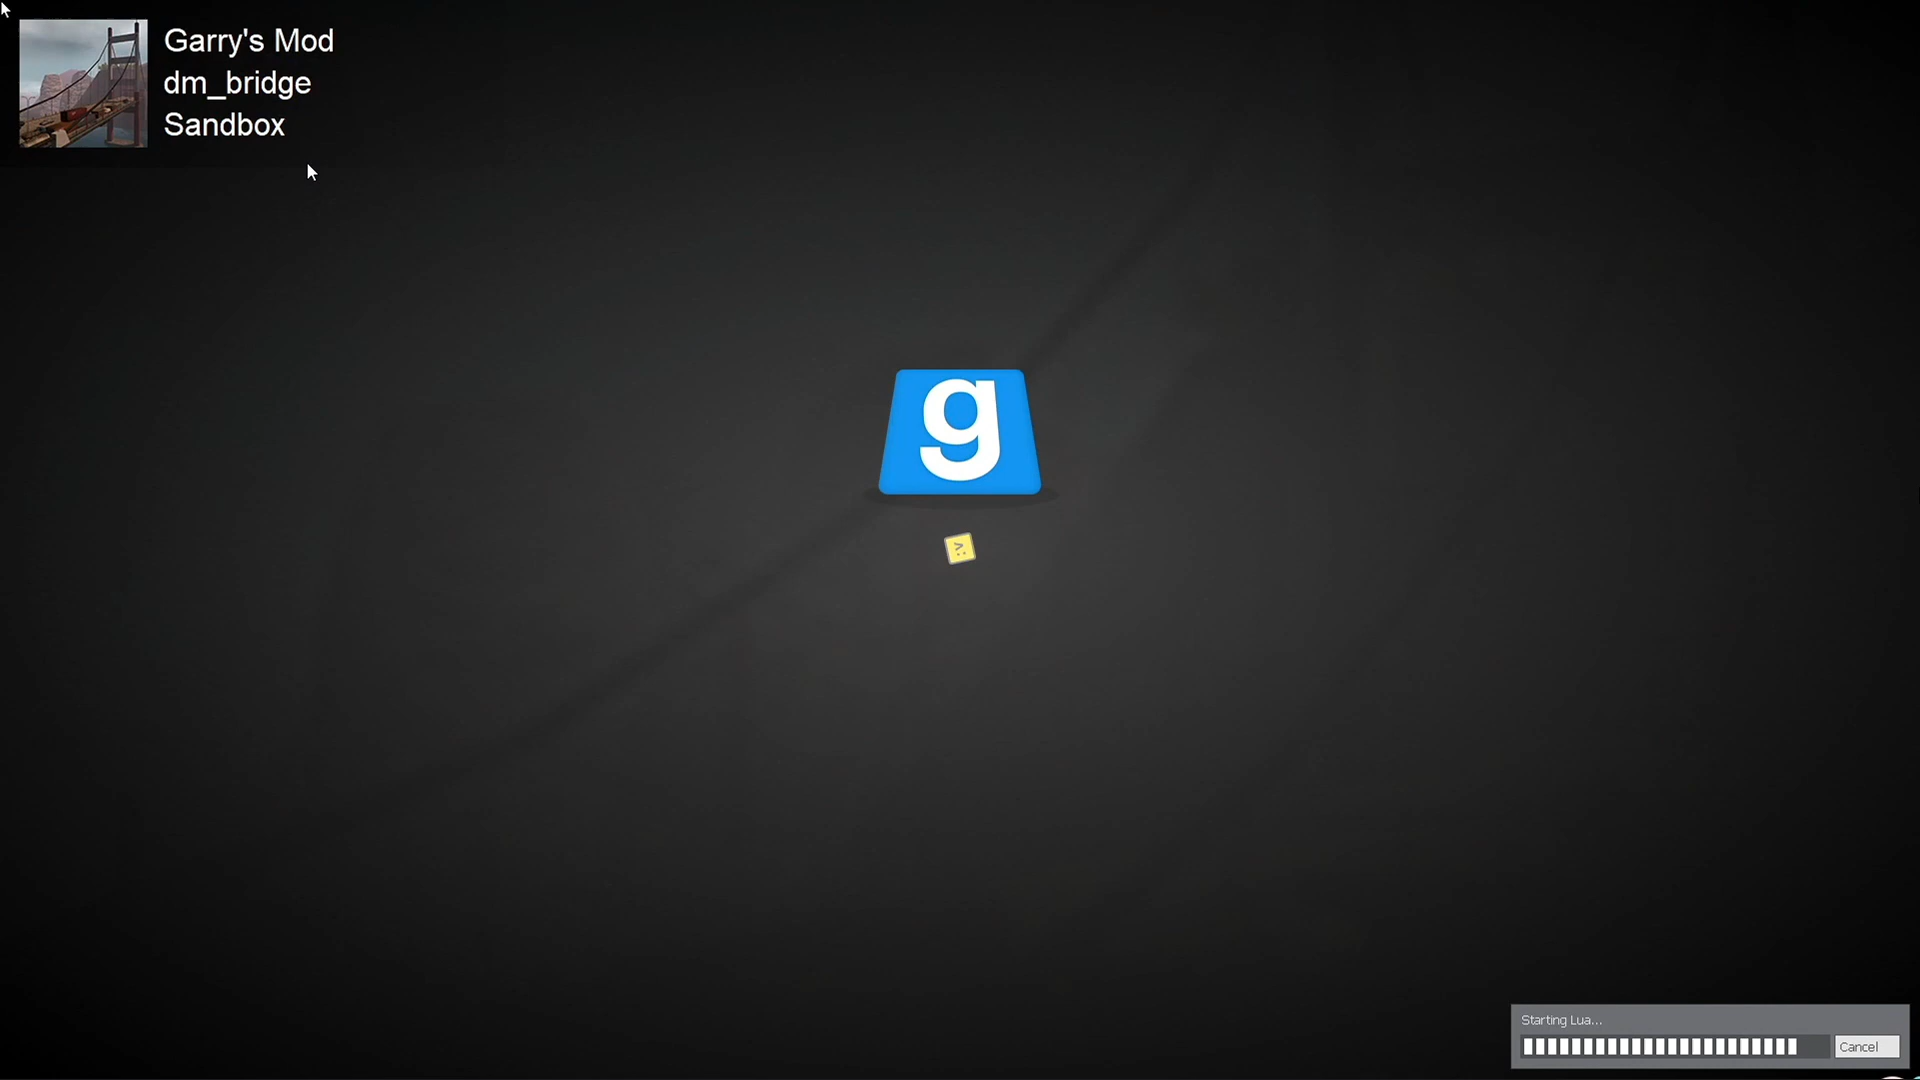 Garry's Mod
dm_bridge
Sandbox
g
Starting Lua...
Cancel